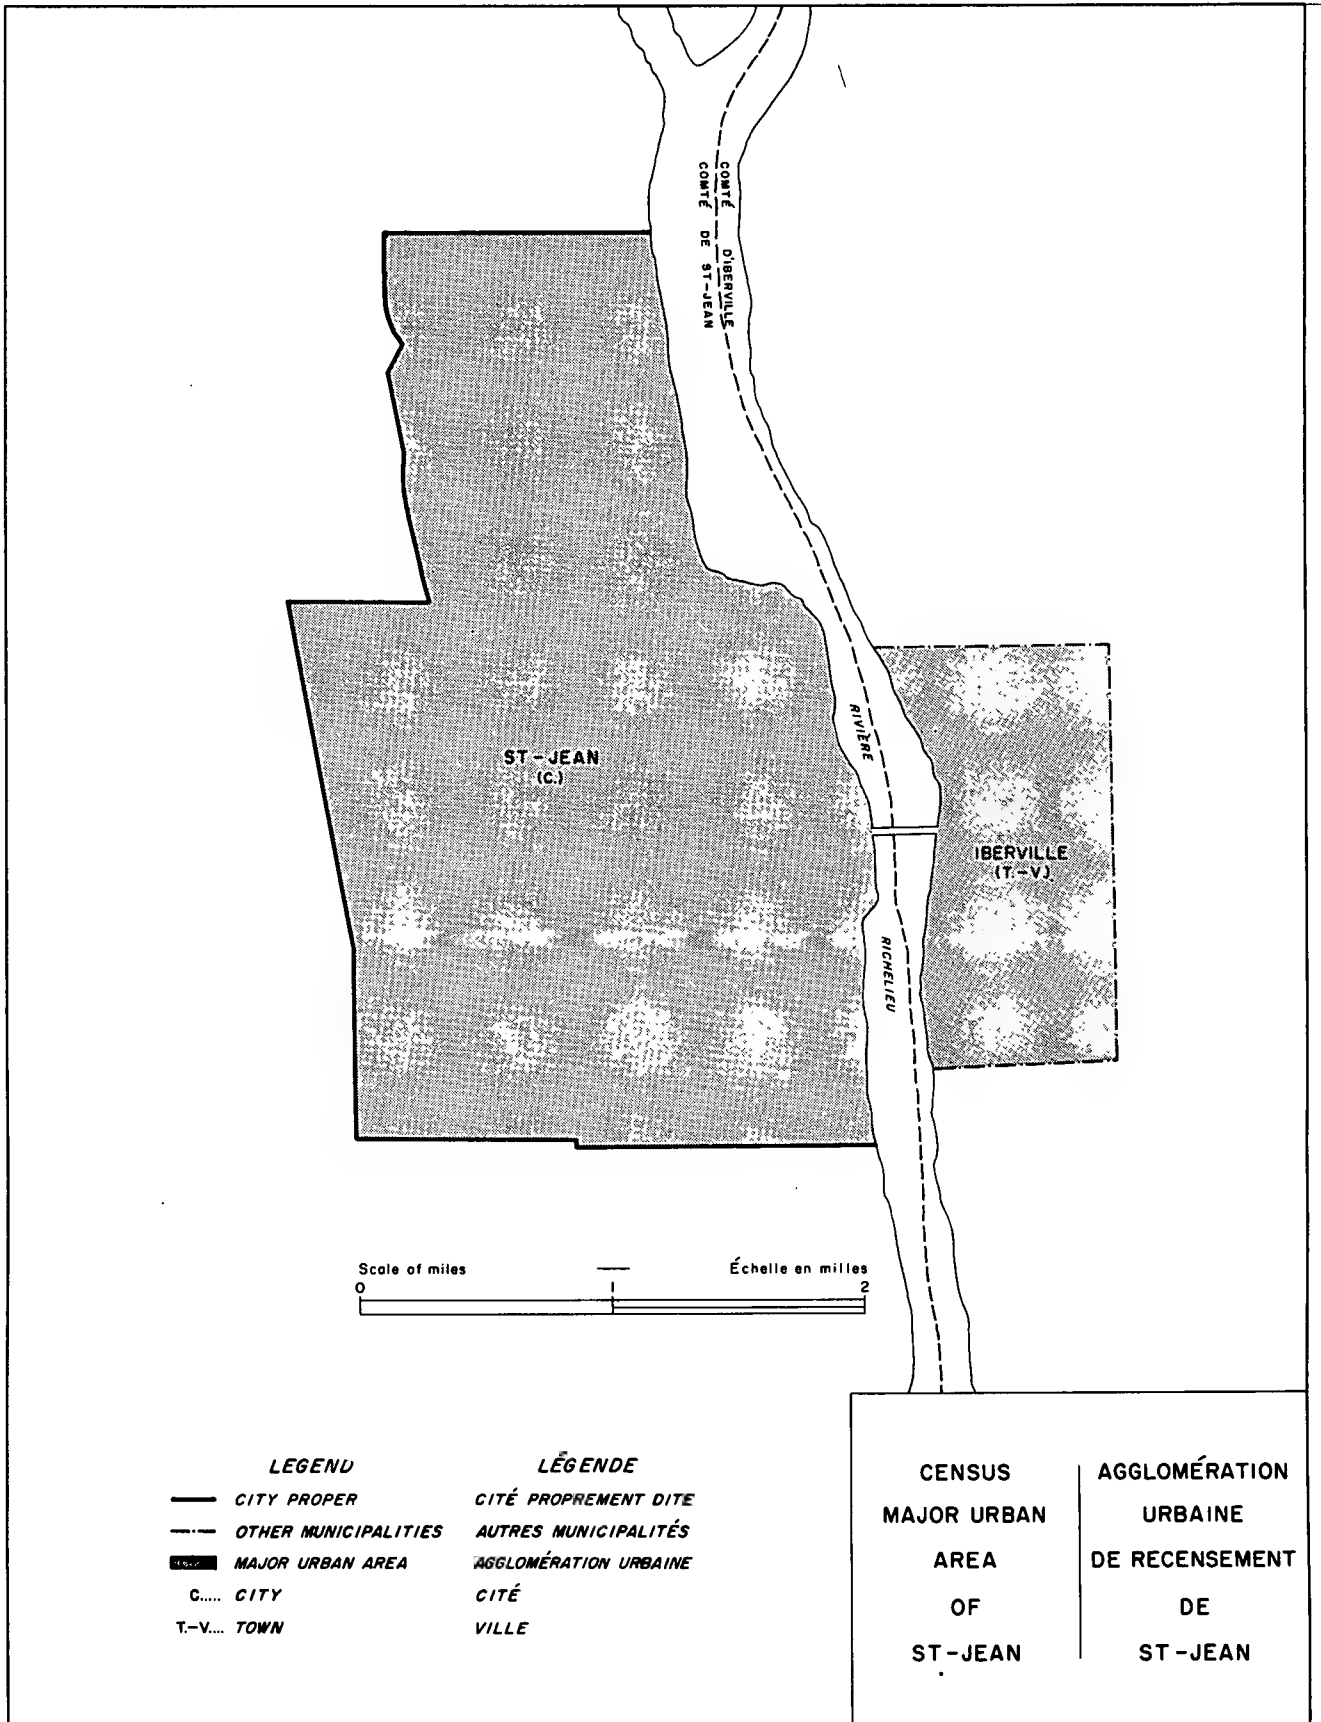 COMTÉ D'IBERVILLE
COMTÉ DE ST-JEAN
RIVIÈRE
ST-JEAN
(C.)
IBERVILLE
(T.-V.)
RICHELIEU
Scale of miles Échelle en milles
0 1 2
LEGEND LÉGENDE
CITY PROPER CITÉ PROPREMENT DITE
OTHER MUNICIPALITIES AUTRES MUNICIPALITÉS
MAJOR URBAN AREA AGGLOMÉRATION URBAINE
C..... CITY CITÉ
T.-V.... TOWN VILLE
CENSUS
MAJOR URBAN
AREA
OF
ST-JEAN
AGGLOMÉRATION
URBAINE
DE RECENSEMENT
DE
ST-JEAN